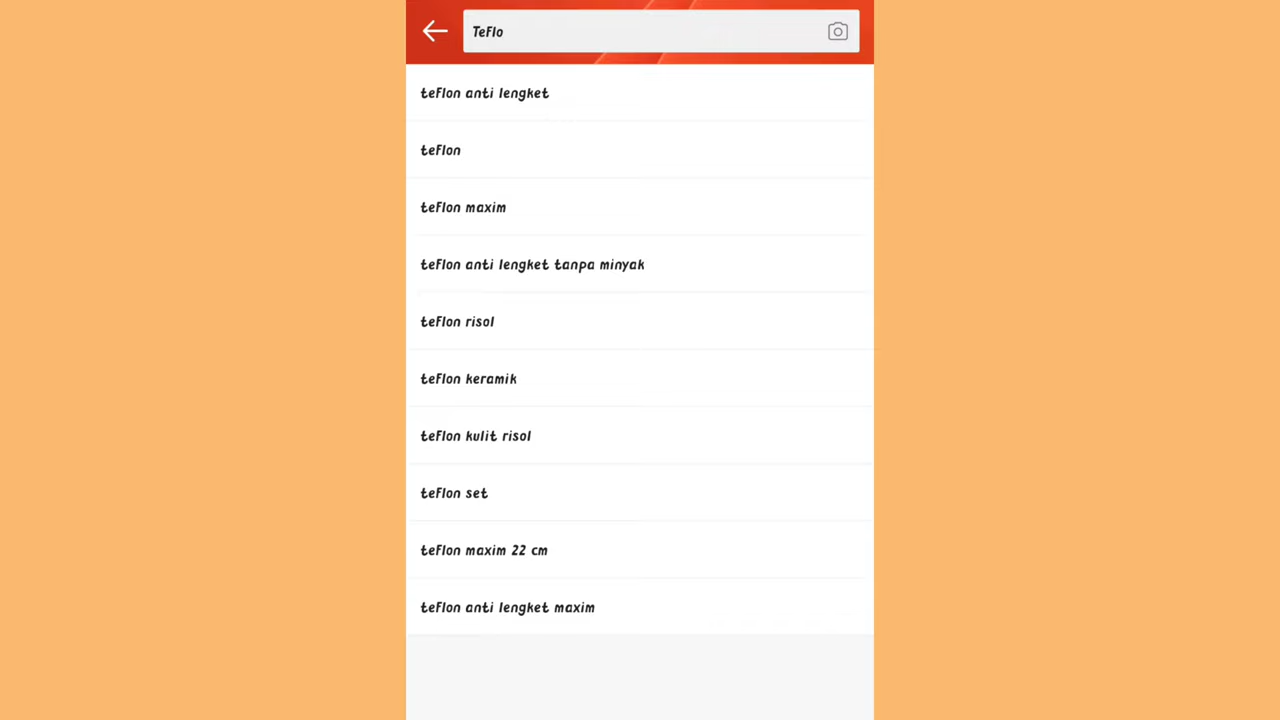 Teflo
teflon anti lengket
teflon
teflon maxim
teflon anti lengket tanpa minyak
teflon risol
teflon keramik
teflon kulit risol
teflon set
teflon maxim 22 cm
teflon anti lengket maxim